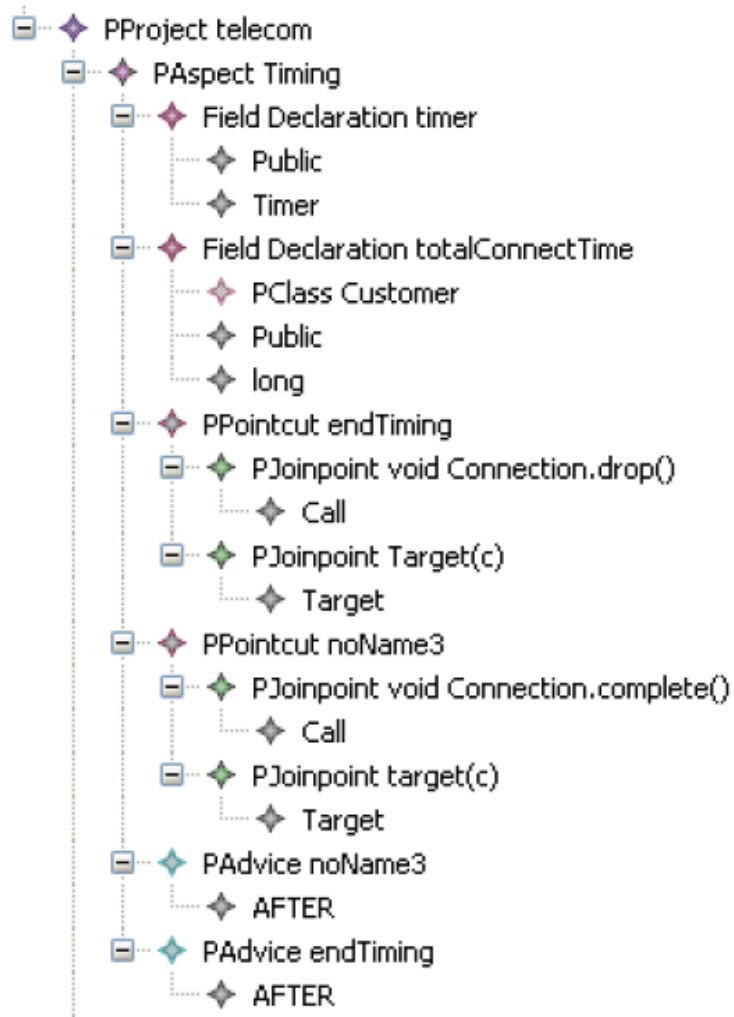 PProject telecom
PAspect Timing
Field Declaration timer
Public
Timer
Field Declaration totalConnectTime
PClass Customer
Public
long
PPointcut endTiming
PJoinpoint void Connection.drop()
Call
PJoinpoint Target(c)
Target
PPointcut noName3
PJoinpoint void Connection.complete()
Call
PJoinpoint target(c)
Target
PAdvice noName3
AFTER
PAdvice endTiming
AFTER